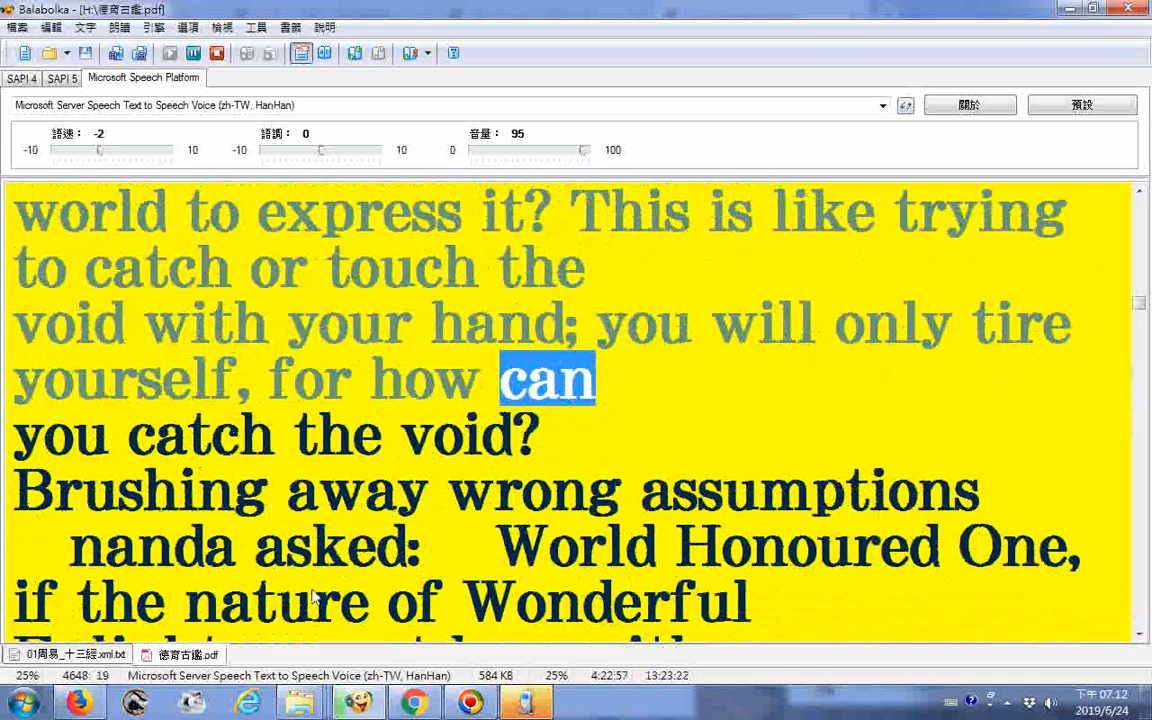 Balabolka - [H:\德育古鑑.pdf]
檔案 編輯 文字 朗讀 引擎 選項 檢視 工具 書籤 說明
SAPI 4 SAPI 5 Microsoft Speech Platform
Microsoft Server Speech Text to Speech Voice (zh-TW, HanHan) 關於 預設
語速： -2 語調： 0 音量： 95
-10 10 -10 10 0 100
world to express it? This is like trying
to catch or touch the
void with your hand; you will only tire
yourself, for how can
you catch the void?
Brushing away wrong assumptions
nanda asked: World Honoured One,
if the nature of Wonderful
01周易_十三經.xml.txt 德育古鑑.pdf
25% 4648: 19 Microsoft Server Speech Text to Speech Voice (zh-TW, HanHan) 584 KB 25% 4:22:57 13:23:22
下午 07:12
2019/6/24